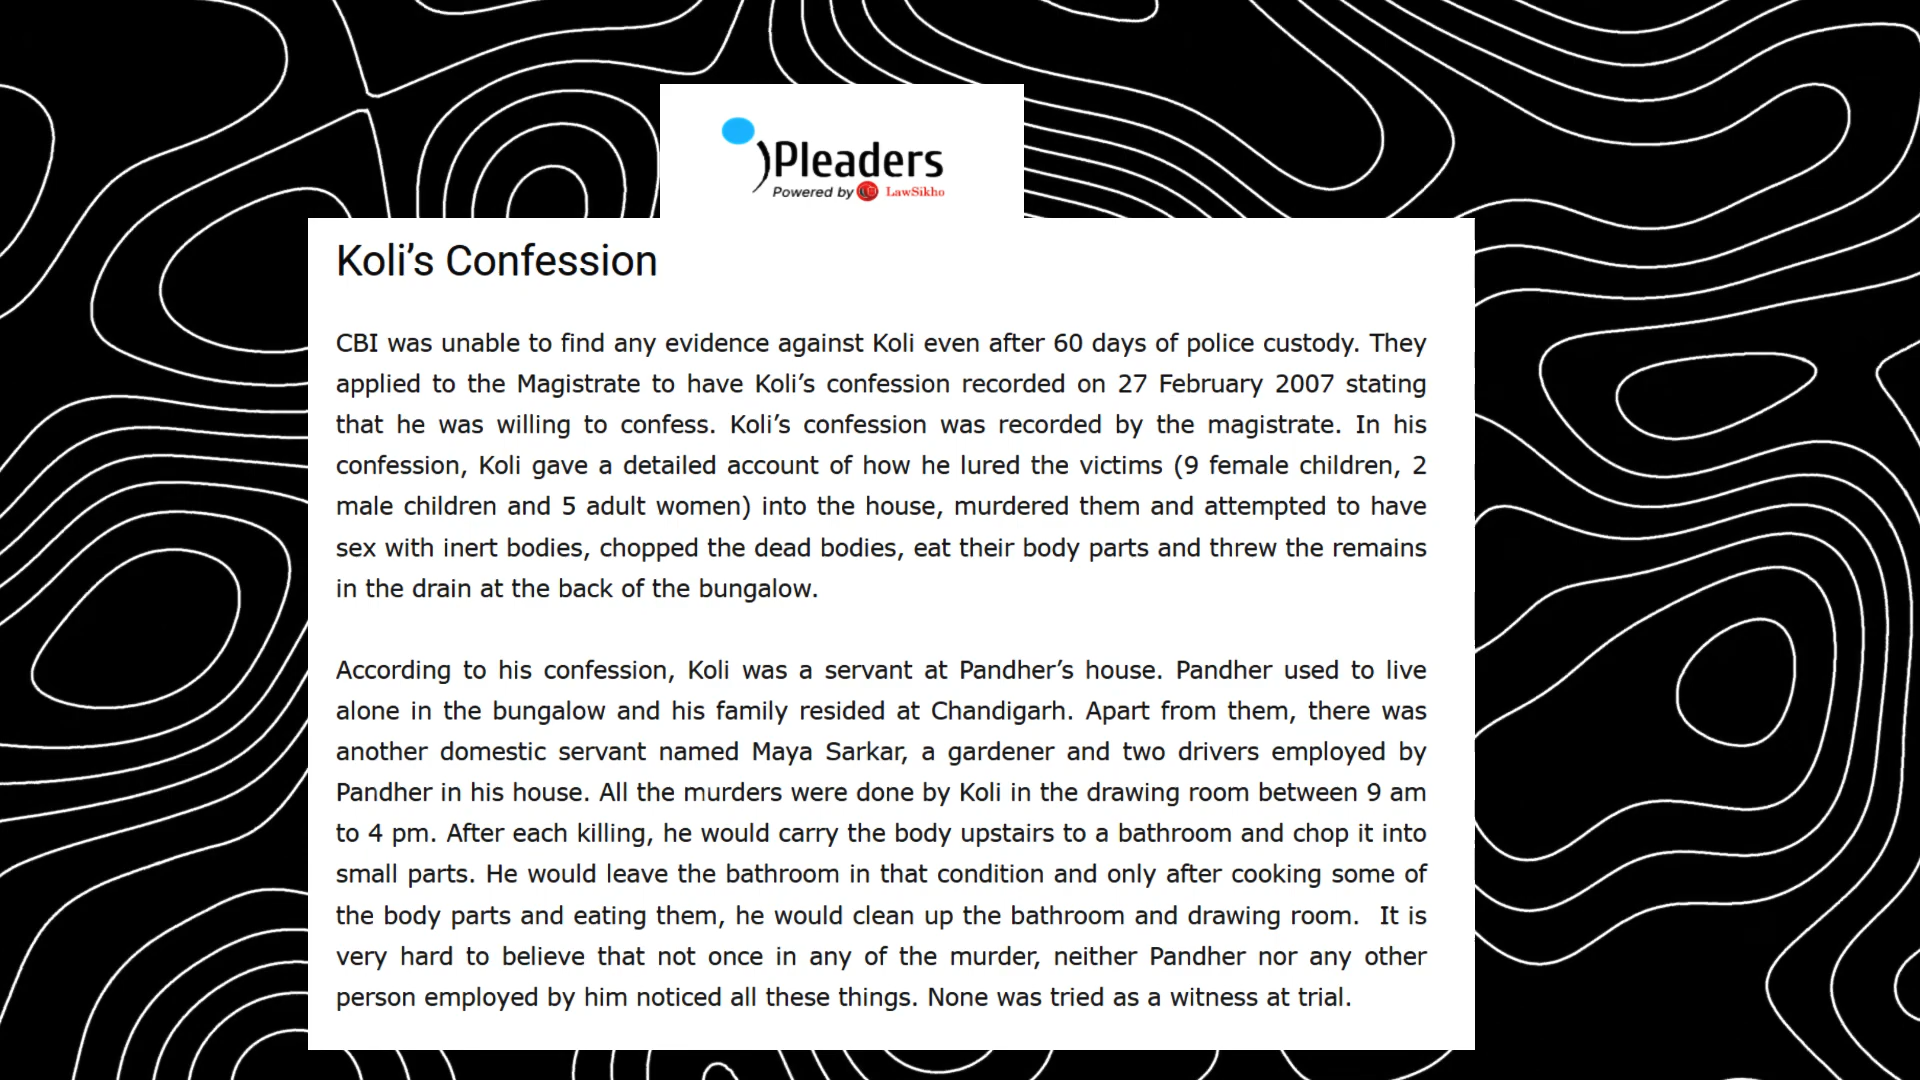 Pleaders
Powered by LawSikho
Koli’s Confession
CBI was unable to find any evidence against Koli even after 60 days of police custody. They
applied to the Magistrate to have Koli’s confession recorded on 27 February 2007 stating
that he was willing to confess. Koli’s confession was recorded by the magistrate. In his
confession, Koli gave a detailed account of how he lured the victims (9 female children, 2
male children and 5 adult women) into the house, murdered them and attempted to have
sex with inert bodies, chopped the dead bodies, eat their body parts and threw the remains
in the drain at the back of the bungalow.
According to his confession, Koli was a servant at Pandher’s house. Pandher used to live
alone in the bungalow and his family resided at Chandigarh. Apart from them, there was
another domestic servant named Maya Sarkar, a gardener and two drivers employed by
Pandher in his house. All the murders were done by Koli in the drawing room between 9 am
to 4 pm. After each killing, he would carry the body upstairs to a bathroom and chop it into
small parts. He would leave the bathroom in that condition and only after cooking some of
the body parts and eating them, he would clean up the bathroom and drawing room.  It is
very hard to believe that not once in any of the murder, neither Pandher nor any other
person employed by him noticed all these things. None was tried as a witness at trial.